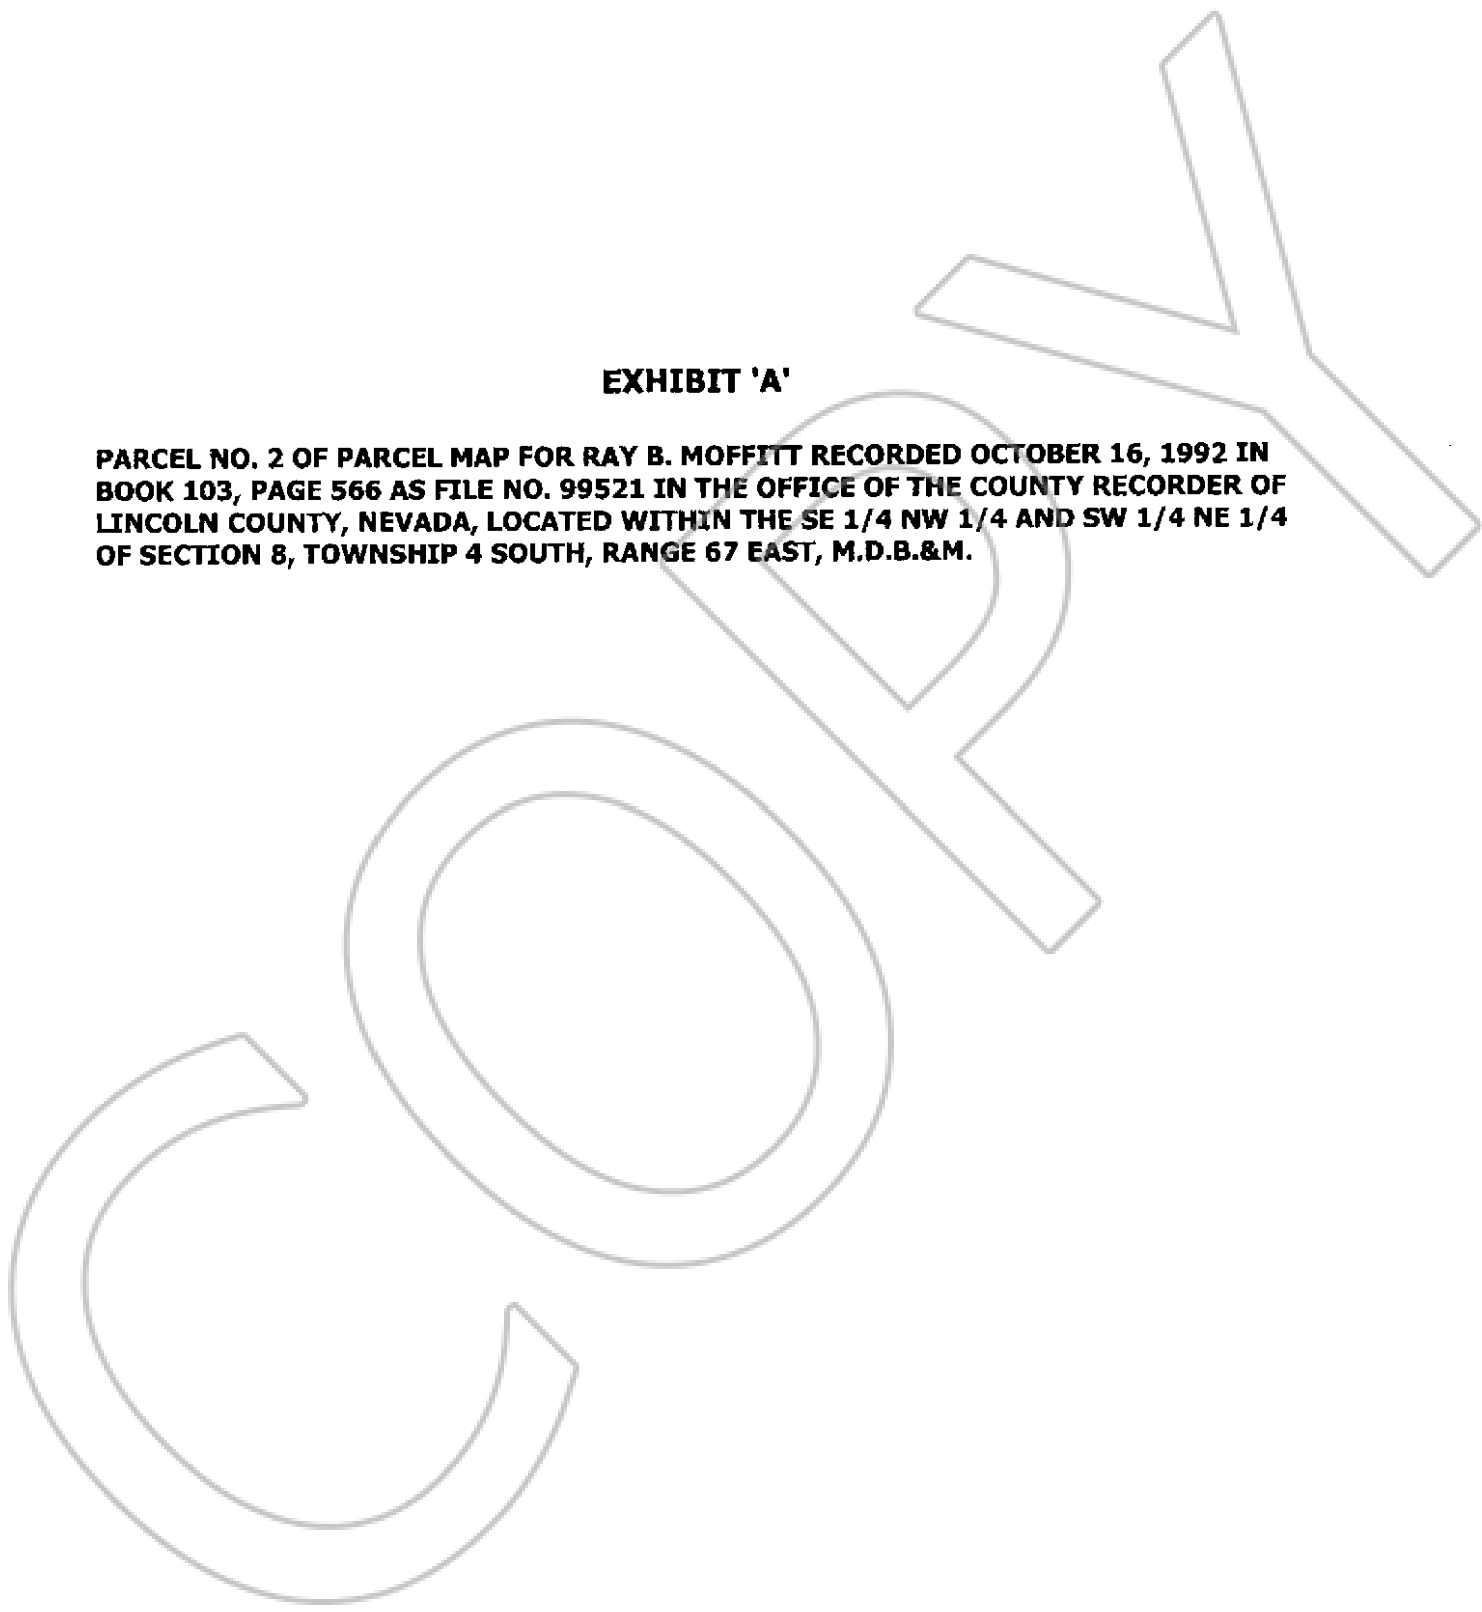 EXHIBIT 'A'
PARCEL NO. 2 OF PARCEL MAP FOR RAY B. MOFFITT RECORDED OCTOBER 16, 1992 IN
BOOK 103, PAGE 566 AS FILE NO. 99521 IN THE OFFICE OF THE COUNTY RECORDER OF
LINCOLN COUNTY, NEVADA, LOCATED WITHIN THE SE 1/4 NW 1/4 AND SW 1/4 NE 1/4
OF SECTION 8, TOWNSHIP 4 SOUTH, RANGE 67 EAST, M.D.B.&M.
COPY